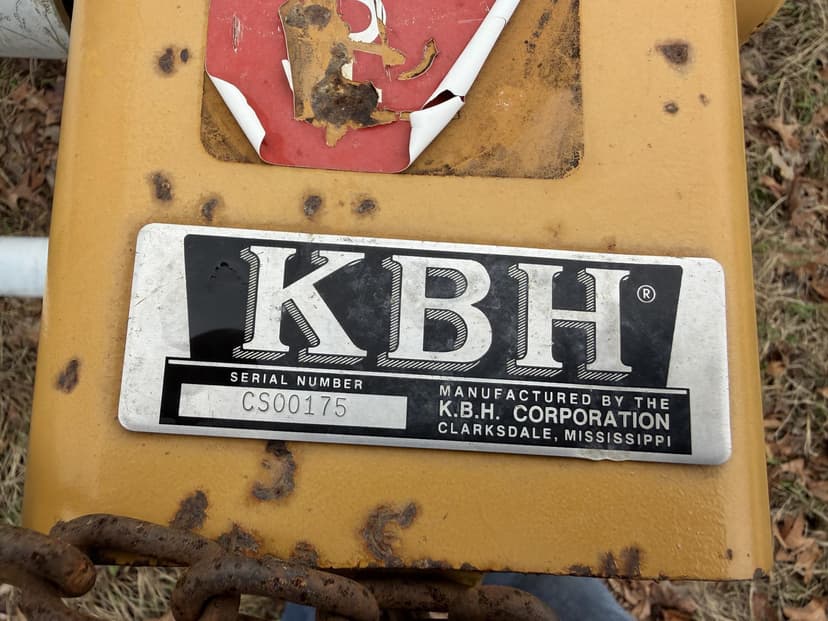 KBH®
SERIAL NUMBER
CS00175
MANUFACTURED BY THE
K.B.H. CORPORATION
CLARKSDALE, MISSISSIPPI